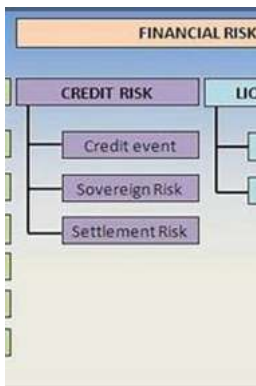 FINANCIAL RISK
CREDIT RISK
Credit event
Sovereign Risk
Settlement Risk